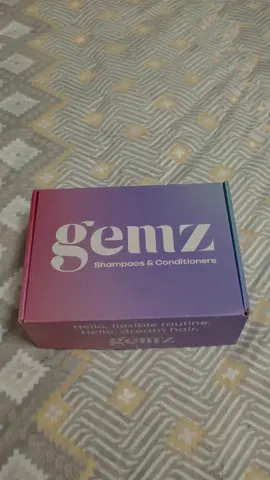 gemz
Shampoos & Conditioners
Hello, flexible routine,
Hello, dream hair.
gemz